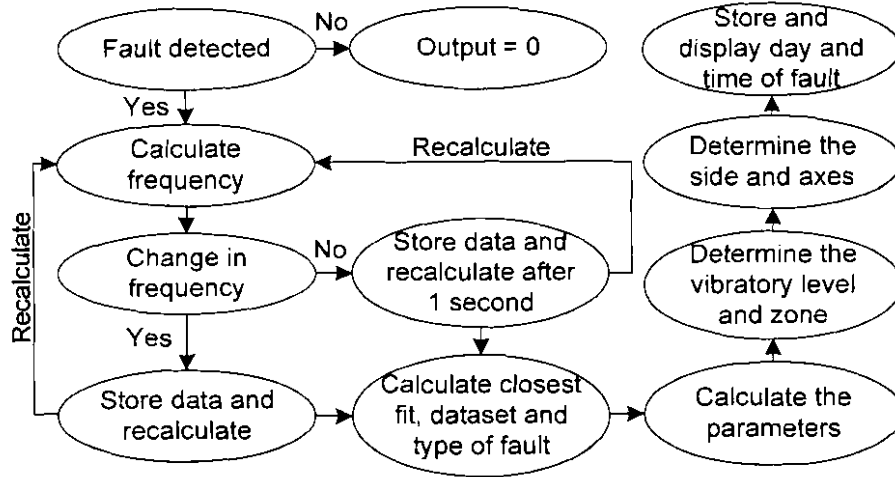 Fault detected
No
Output = 0
Store and
display day and
time of fault
Yes
Calculate
frequency
Recalculate
Determine the
side and axes
Recalculate
Change in
frequency
No
Store data and
recalculate after
1 second
Determine the
vibratory level
and zone
Yes
Store data and
recalculate
Calculate closest
fit, dataset and
type of fault
Calculate the
parameters